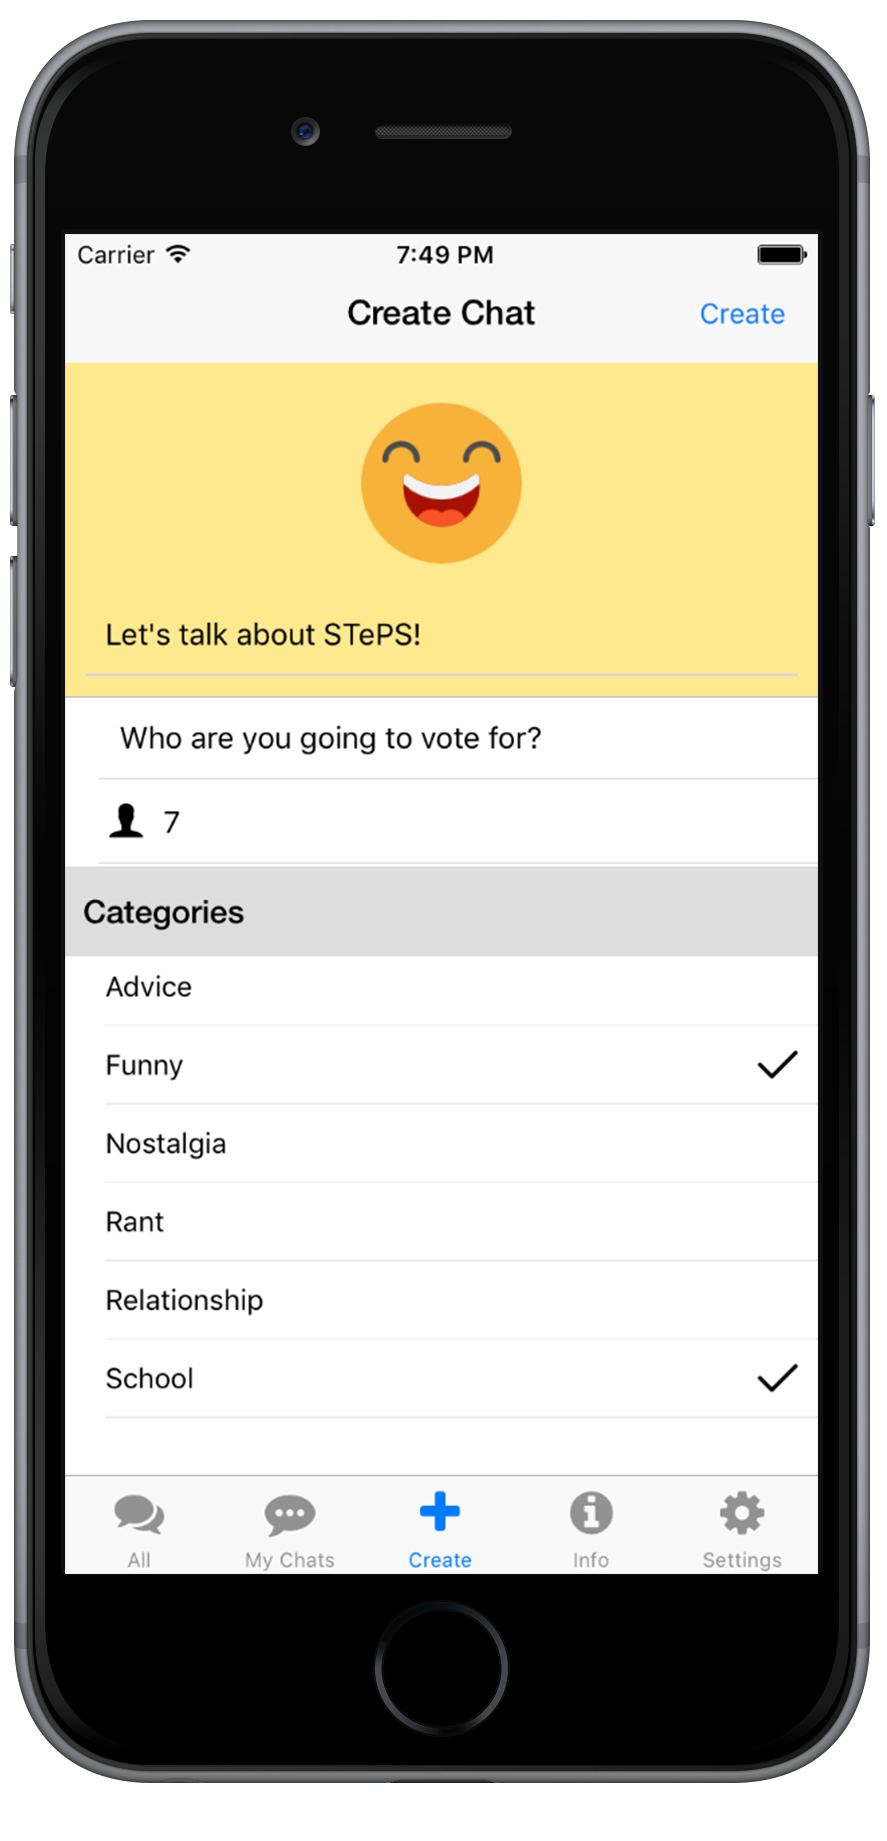 Carrier 7:49 PM
Create Chat Create
Let's talk about STePS!
Who are you going to vote for?
7
Categories
Advice
Funny
Nostalgia
Rant
Relationship
School
All My Chats Create Info Settings